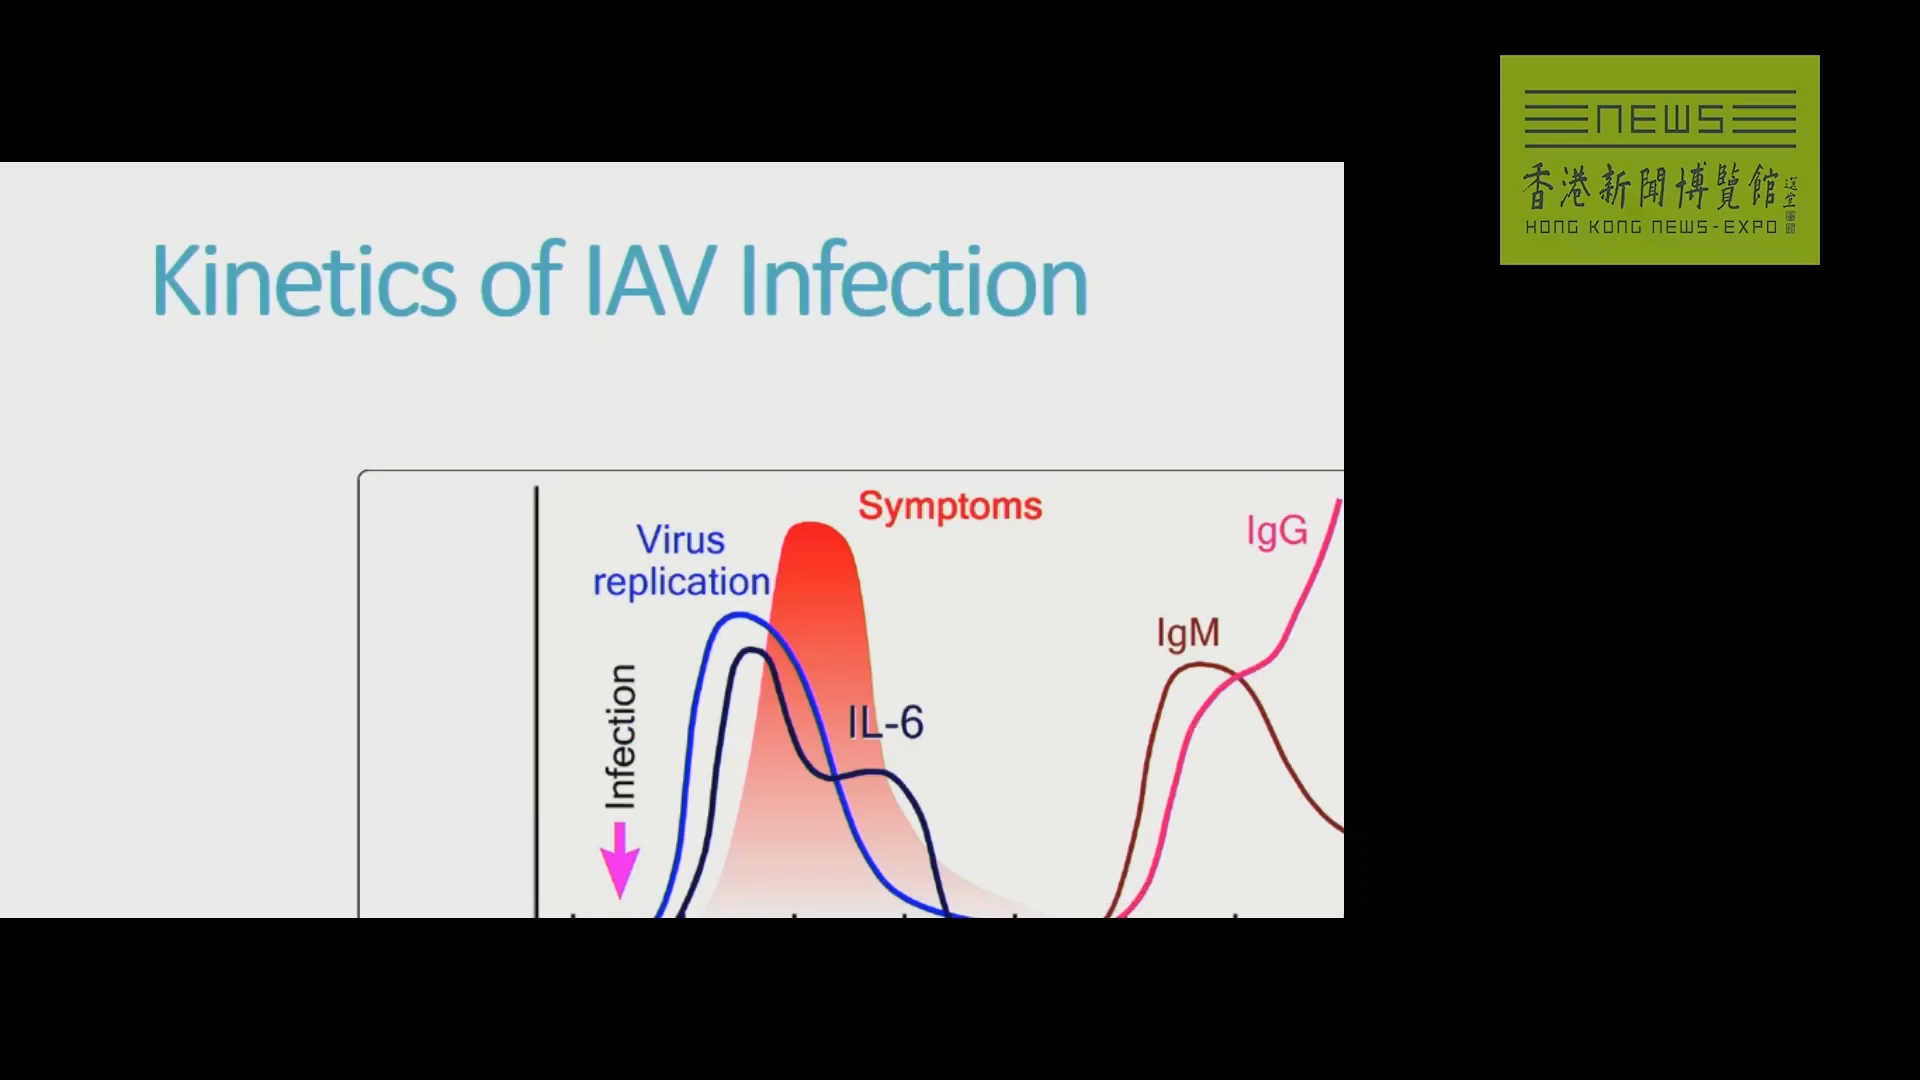 NEWS
香港新聞博覽館
HONG KONG NEWS-EXPO
Kinetics of IAV Infection
Symptoms
Virus
replication
IgG
IgM
IL-6
Infection